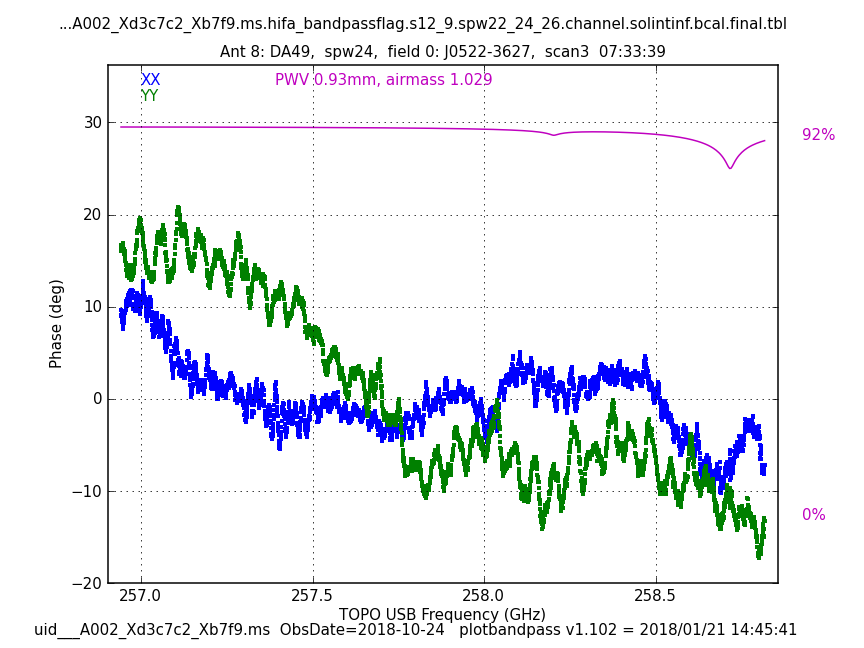 ...A002_Xd3c7c2_Xb7f9.ms.hifa_bandpassflag.s12_9.spw22_24_26.channel.solintinf.bcal.final.tbl
Ant 8: DA49,  spw24,  field 0: J0522-3627,  scan3  07:33:39
XX
PWV 0.93mm, airmass 1.029
YY
92%
0%
30
20
10
0
−10
−20
Phase (deg)
257.0
257.5
258.0
258.5
TOPO USB Frequency (GHz)
uid___A002_Xd3c7c2_Xb7f9.ms  ObsDate=2018-10-24   plotbandpass v1.102 = 2018/01/21 14:45:41